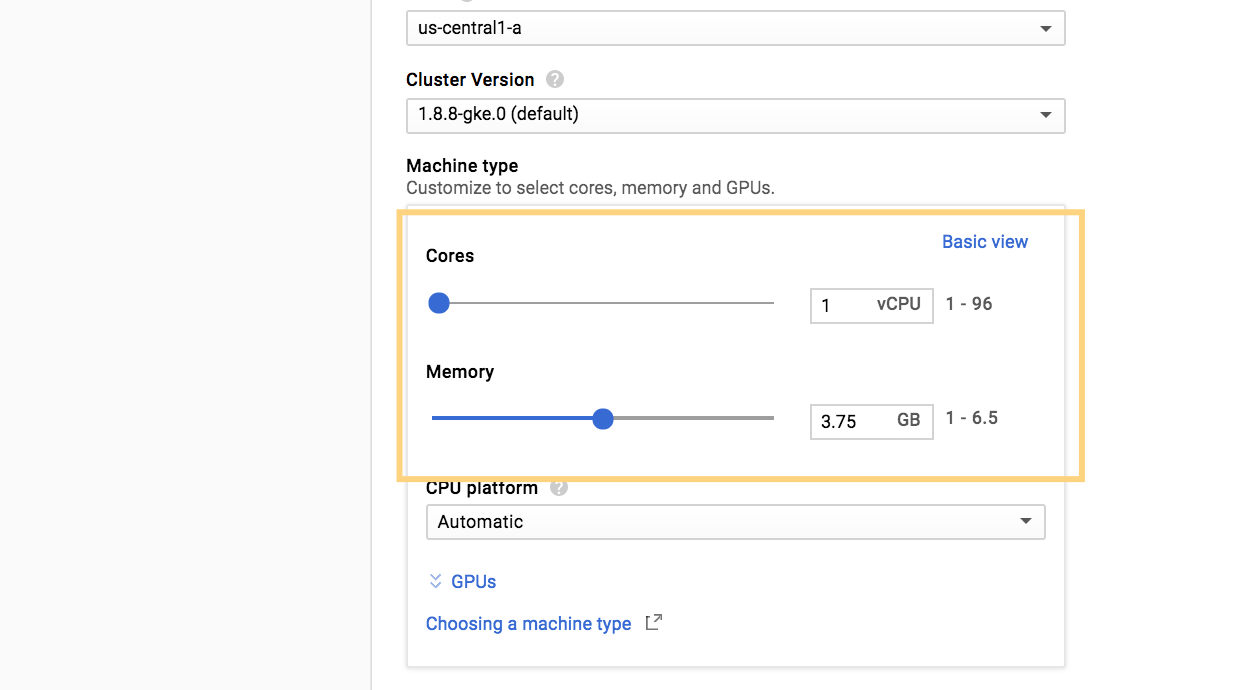 us-central1-a
Cluster Version ?
1.8.8-gke.0 (default)
Machine type
Customize to select cores, memory and GPUs.
Basic view
Cores
1 vCPU 1 - 96
Memory
3.75 GB 1 - 6.5
CPU platform ?
Automatic
GPUs
Choosing a machine type